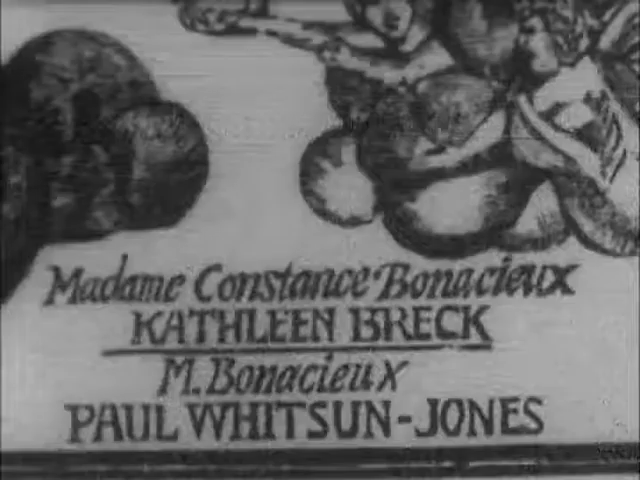 Madame Constance Bonacieux
KATHLEEN BRECK
M. Bonacieux
PAUL WHITSUN-JONES